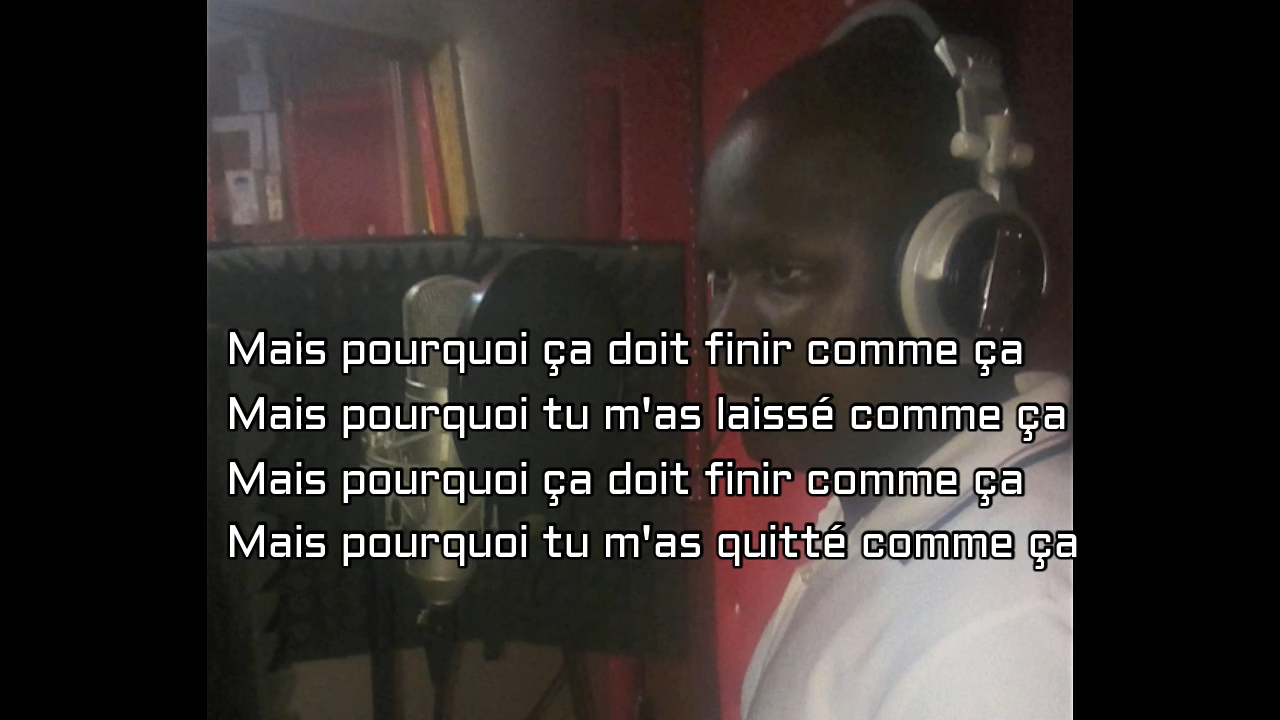 Mais pourquoi ça doit finir comme ça
Mais pourquoi tu m'as laissé comme ça
Mais pourquoi ça doit finir comme ça
Mais pourquoi tu m'as quitté comme ça